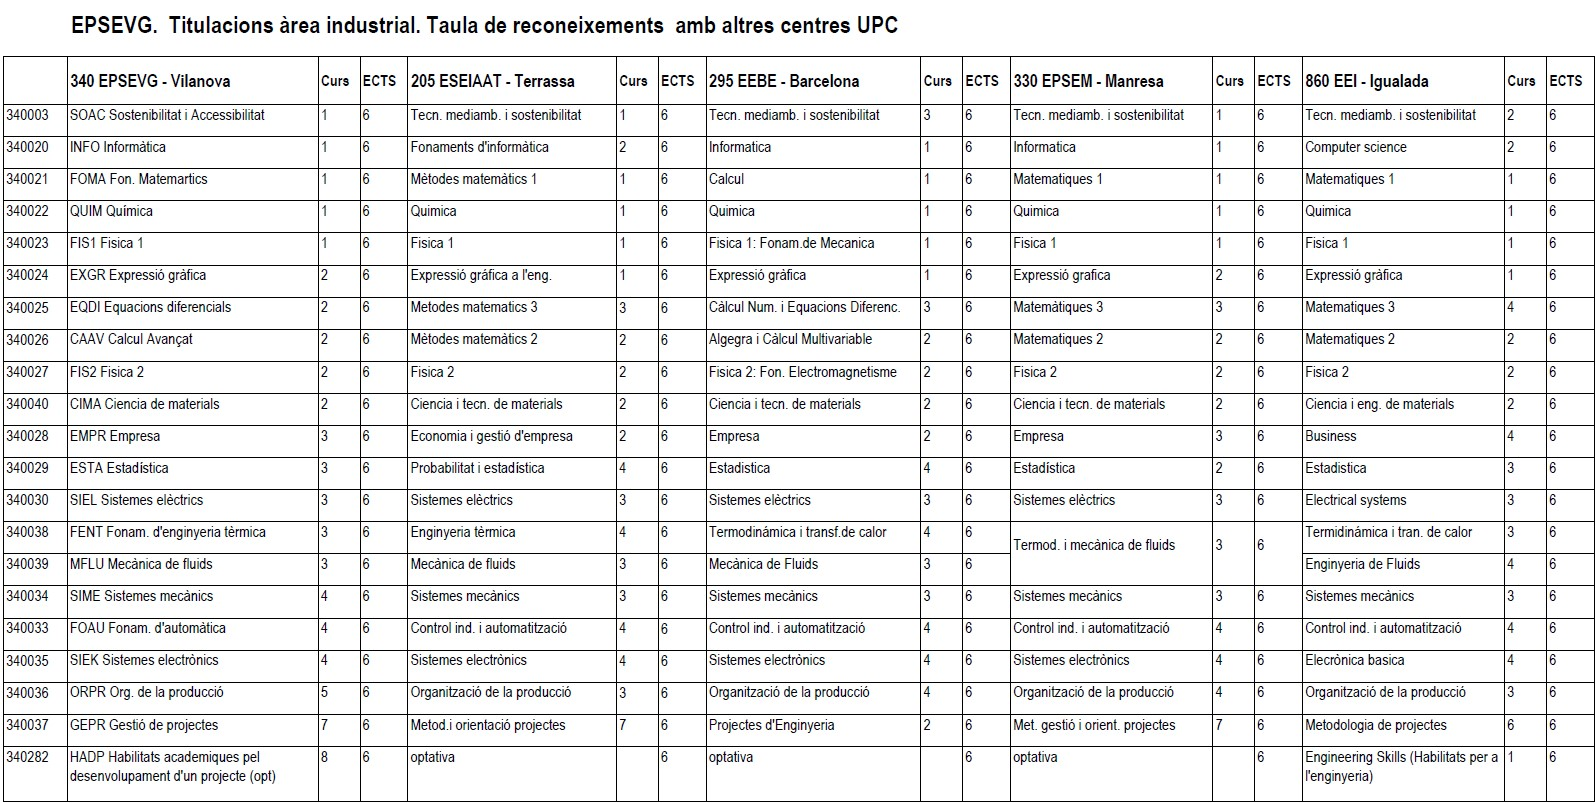 EPSEVG. Titulacions àrea industrial. Taula de reconeixements amb altres centres UPC
340 EPSEVG - Vilanova Curs ECTS 205 ESEIAAT - Terrassa Curs ECTS 295 EEBE - Barcelona Curs ECTS 330 EPSEM - Manresa Curs ECTS 860 EEI - Igualada Curs ECTS
340003 SOAC Sostenibilitat i Accessibilitat 1 6 Tecn. mediamb. i sostenibilitat 1 6 Tecn. mediamb. i sostenibilitat 3 6 Tecn. mediamb. i sostenibilitat 1 6 Tecn. mediamb. i sostenibilitat 2 6
340020 INFO Informàtica 1 6 Fonaments d'informàtica 2 6 Informatica 1 6 Informatica 1 6 Computer science 2 6
340021 FOMA Fon. Matemartics 1 6 Mètodes matemàtics 1 1 6 Calcul 1 6 Matematiques 1 1 6 Matematiques 1 1 6
340022 QUIM Química 1 6 Quimica 1 6 Quimica 1 6 Quimica 1 6 Quimica 1 6
340023 FIS1 Fisica 1 1 6 Fisica 1 1 6 Fisica 1: Fonam.de Mecanica 1 6 Fisica 1 1 6 Fisica 1 1 6
340024 EXGR Expressió gràfica 2 6 Expressió gráfica a l'eng. 1 6 Expressió gràfica 1 6 Expressió grafica 2 6 Expressió gràfica 1 6
340025 EQDI Equacions diferencials 2 6 Metodes matematics 3 3 6 Càlcul Num. i Equacions Diferenc. 3 6 Matemàtiques 3 3 6 Matematiques 3 4 6
340026 CAAV Calcul Avançat 2 6 Mètodes matemàtics 2 2 6 Algegra i Càlcul Multivariable 2 6 Matematiques 2 2 6 Matematiques 2 2 6
340027 FIS2 Fisica 2 2 6 Fisica 2 2 6 Fisica 2: Fon. Electromagnetisme 2 6 Fisica 2 2 6 Fisica 2 2 6
340040 CIMA Ciencia de materials 2 6 Ciencia i tecn. de materials 2 6 Ciencia i tecn. de materials 2 6 Ciencia i tecn. de materials 2 6 Ciencia i eng. de materials 2 6
340028 EMPR Empresa 3 6 Economia i gestió d'empresa 2 6 Empresa 2 6 Empresa 3 6 Business 4 6
340029 ESTA Estadística 3 6 Probabilitat i estadística 4 6 Estadistica 4 6 Estadística 2 6 Estadistica 3 6
340030 SIEL Sistemes elèctrics 3 6 Sistemes elèctrics 3 6 Sistemes elèctrics 3 6 Sistemes elèctrics 3 6 Electrical systems 3 6
340038 FENT Fonam. d'enginyeria tèrmica 3 6 Enginyeria tèrmica 4 6 Termodinámica i transf.de calor 4 6 Termod. i mecànica de fluids 3 6 Termidinámica i tran. de calor 3 6
340039 MFLU Mecànica de fluids 3 6 Mecànica de fluids 3 6 Mecànica de Fluids 3 6 Enginyeria de Fluids 4 6
340034 SIME Sistemes mecànics 4 6 Sistemes mecànics 3 6 Sistemes mecànics 3 6 Sistemes mecánics 3 6 Sistemes mecànics 3 6
340033 FOAU Fonam. d'automàtica 4 6 Control ind. i automatització 4 6 Control ind. i automatització 4 6 Control ind. i automatització 4 6 Control ind. i automatització 4 6
340035 SIEK Sistemes electrònics 4 6 Sistemes electrònics 4 6 Sistemes electrònics 4 6 Sistemes electrònics 4 6 Elecrònica basica 4 6
340036 ORPR Org. de la producció 5 6 Organització de la producció 3 6 Organització de la producció 4 6 Organització de la producció 4 6 Organització de la producció 3 6
340037 GEPR Gestió de projectes 7 6 Metod.i orientació projectes 7 6 Projectes d'Enginyeria 2 6 Met. gestió i orient. projectes 7 6 Metodologia de projectes 6 6
340282 HADP Habilitats academiques pel 8 6 optativa 6 optativa 6 optativa 6 Engineering Skills (Habilitats per a 1 6
desenvolupament d'un projecte (opt) l'enginyeria)